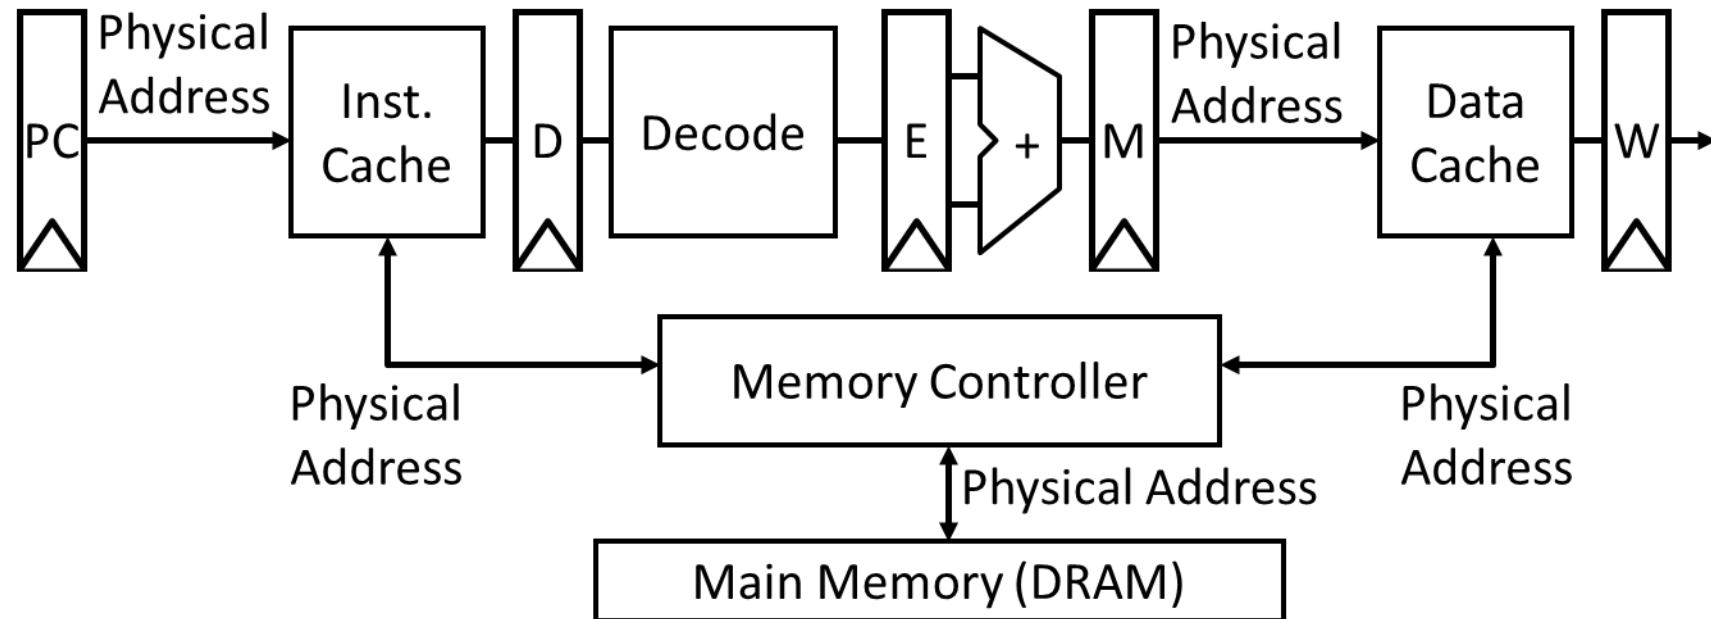 Physical
Address
PC
Inst.
Cache
D
Decode
E
+
M
Physical
Address
Data
Cache
W
Physical
Address
Memory Controller
Physical
Address
Physical Address
Main Memory (DRAM)